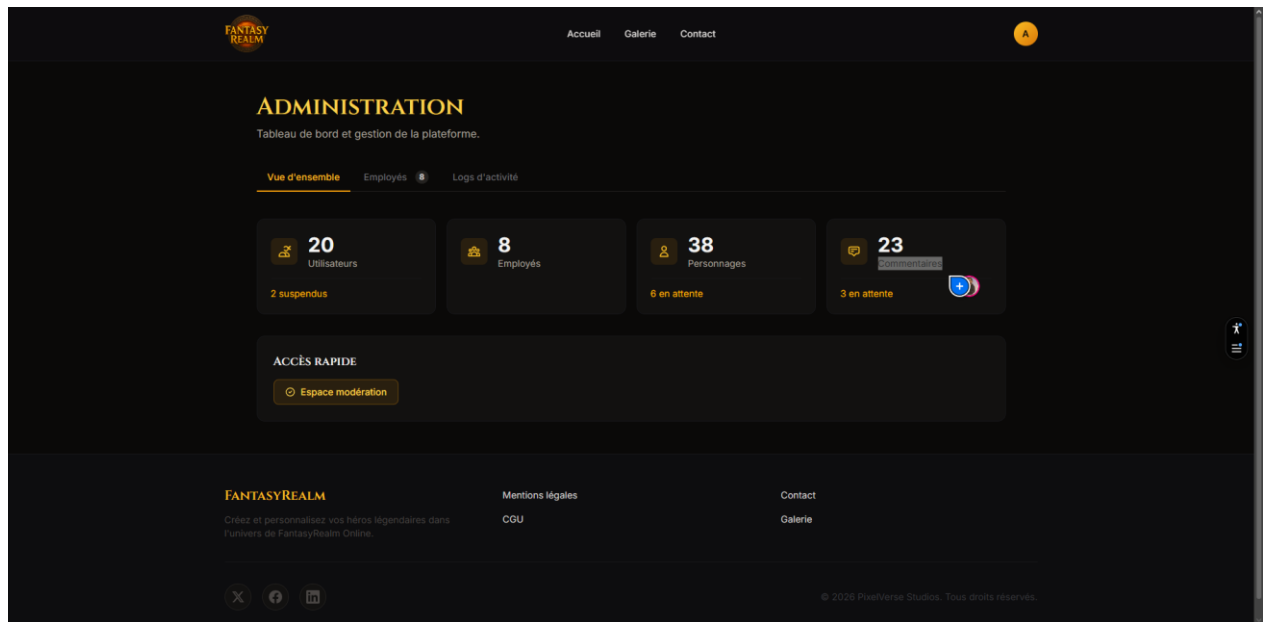 FANTASY
REALM
Accueil Galerie Contact
A
ADMINISTRATION
Tableau de bord et gestion de la plateforme.
Vue d'ensemble Employés 8 Logs d'activité
20
Utilisateurs
2 suspendus
8
Employés
38
Personnages
6 en attente
23
Commentaires
3 en attente
ACCÈS RAPIDE
Espace modération
FANTASYREALM
Créez et personnalisez vos héros légendaires dans
l'univers de FantasyRealm Online.
Mentions légales
CGU
Contact
Galerie
© 2026 PixelVerse Studios. Tous droits réservés.